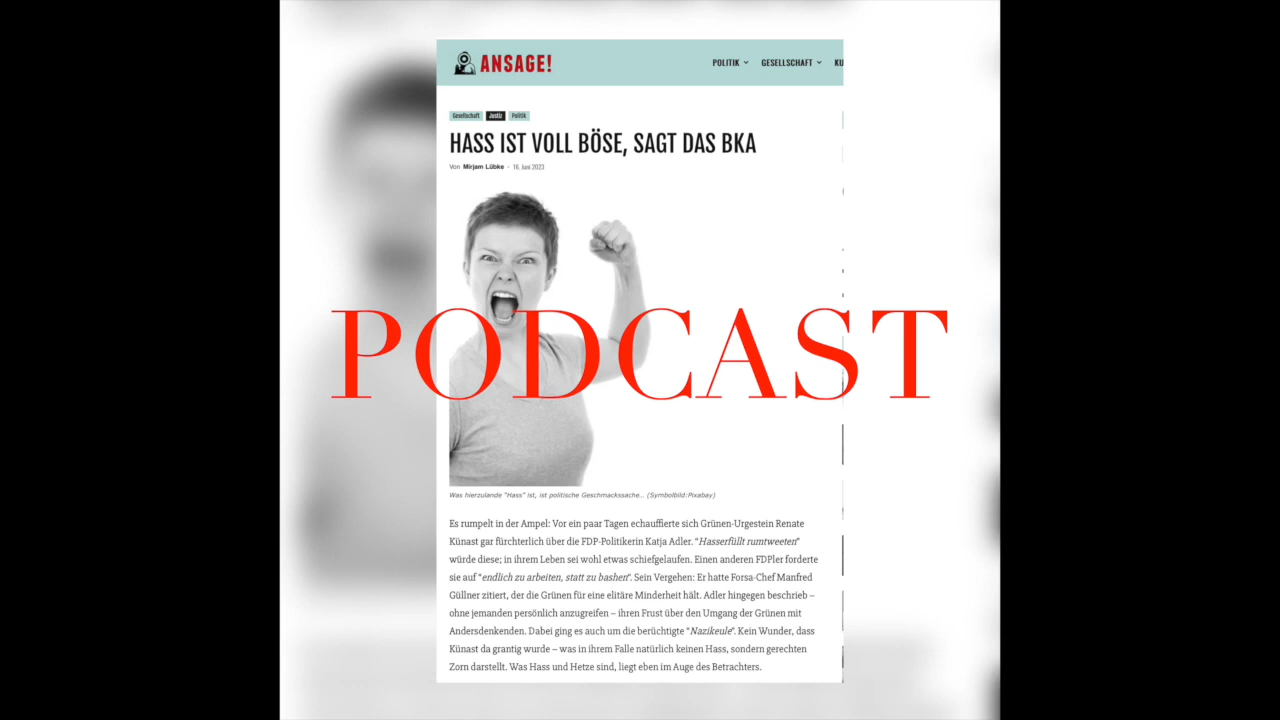 ANSAGE!
POLITIK GESELLSCHAFT KU
Gesellschaft Justiz Politik
HASS IST VOLL BÖSE, SAGT DAS BKA
Von Mirjam Lübke - 16. Juni 2023
PODCAST
Was hierzulande "Hass" ist, ist politische Geschmackssache… (Symbolbild:Pixabay)
Es rumpelt in der Ampel: Vor ein paar Tagen echauffierte sich Grünen-Urgestein Renate
Künast gar fürchterlich über die FDP-Politikerin Katja Adler. “Hasserfüllt rumtweeten”
würde diese; in ihrem Leben sei wohl etwas schiefgelaufen. Einen anderen FDPler forderte
sie auf “endlich zu arbeiten, statt zu bashen”. Sein Vergehen: Er hatte Forsa-Chef Manfred
Güllner zitiert, der die Grünen für eine elitäre Minderheit hält. Adler hingegen beschrieb –
ohne jemanden persönlich anzugreifen – ihren Frust über den Umgang der Grünen mit
Andersdenkenden. Dabei ging es auch um die berüchtigte “Nazikeule”. Kein Wunder, dass
Künast da grantig wurde – was in ihrem Falle natürlich keinen Hass, sondern gerechten
Zorn darstellt. Was Hass und Hetze sind, liegt eben im Auge des Betrachters.